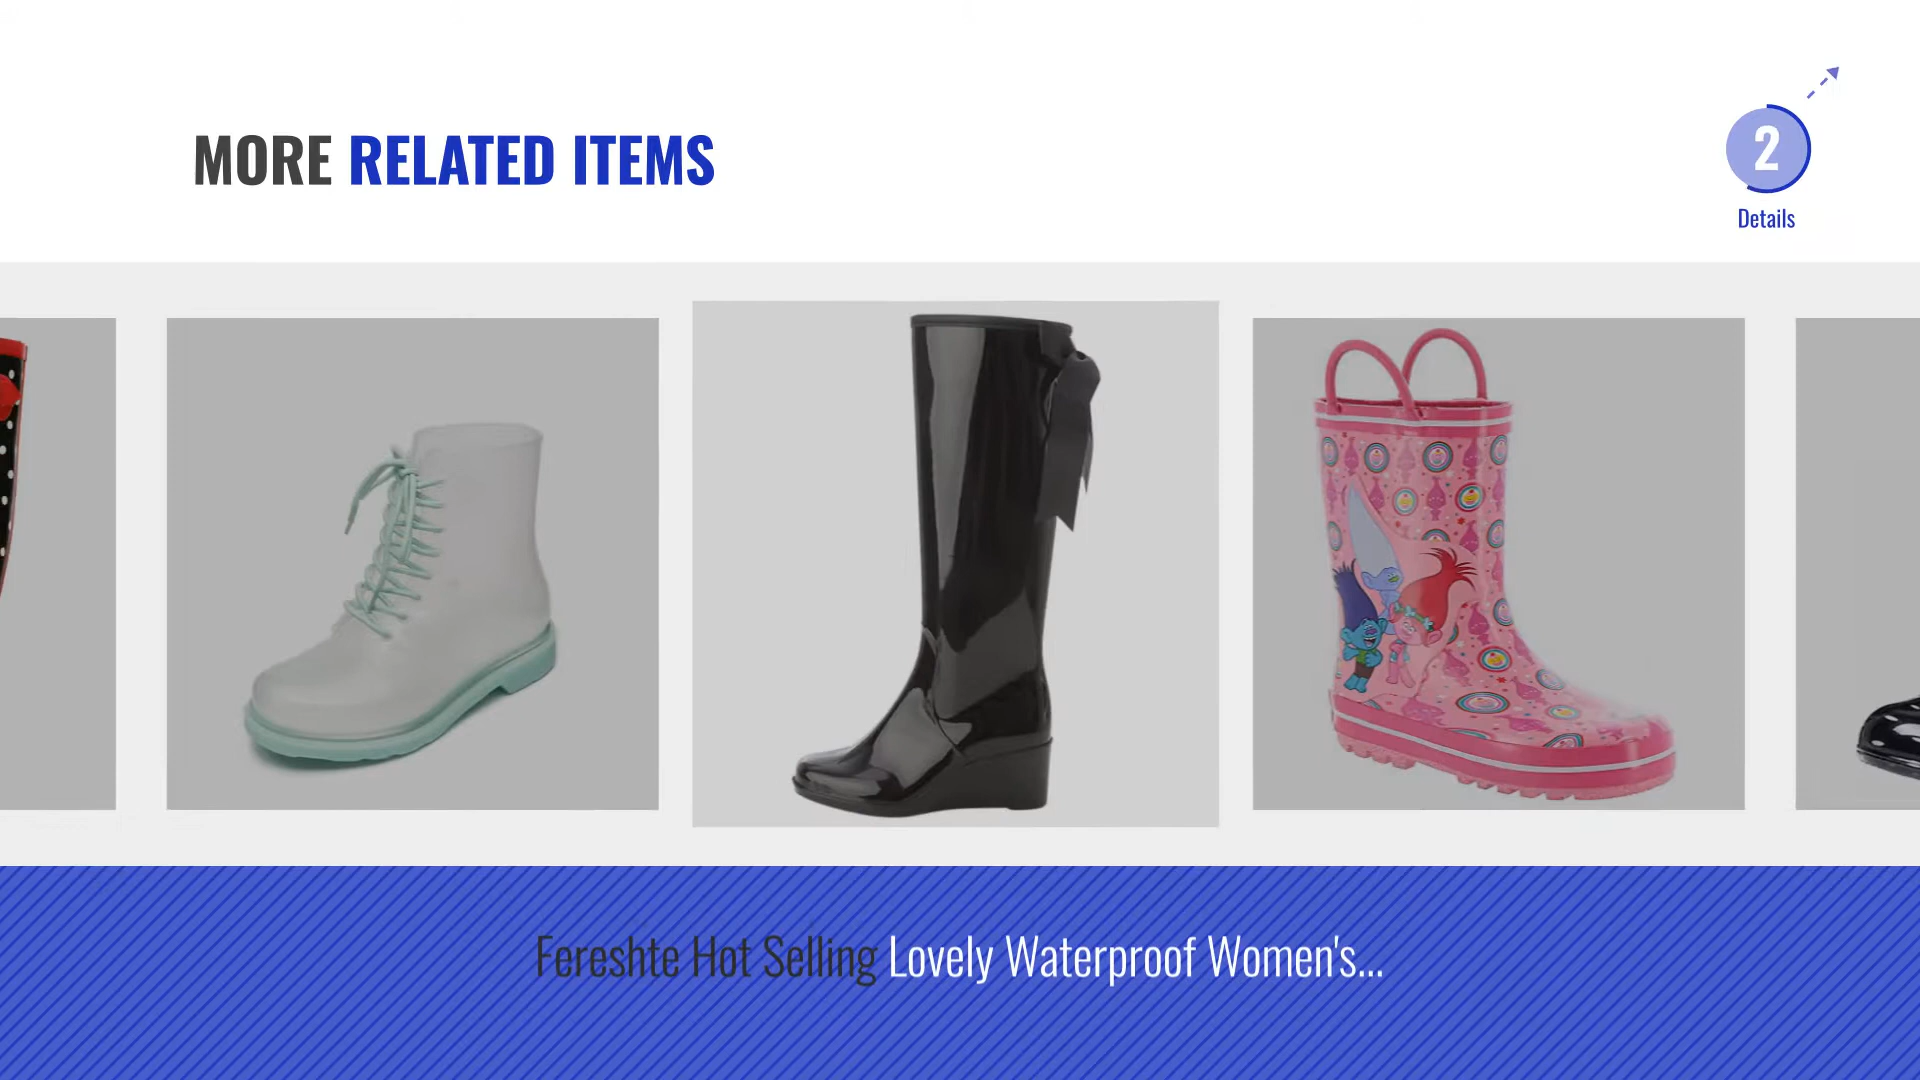 MORE RELATED ITEMS
2
Details
Fereshte Hot Selling Lovely Waterproof Women's...